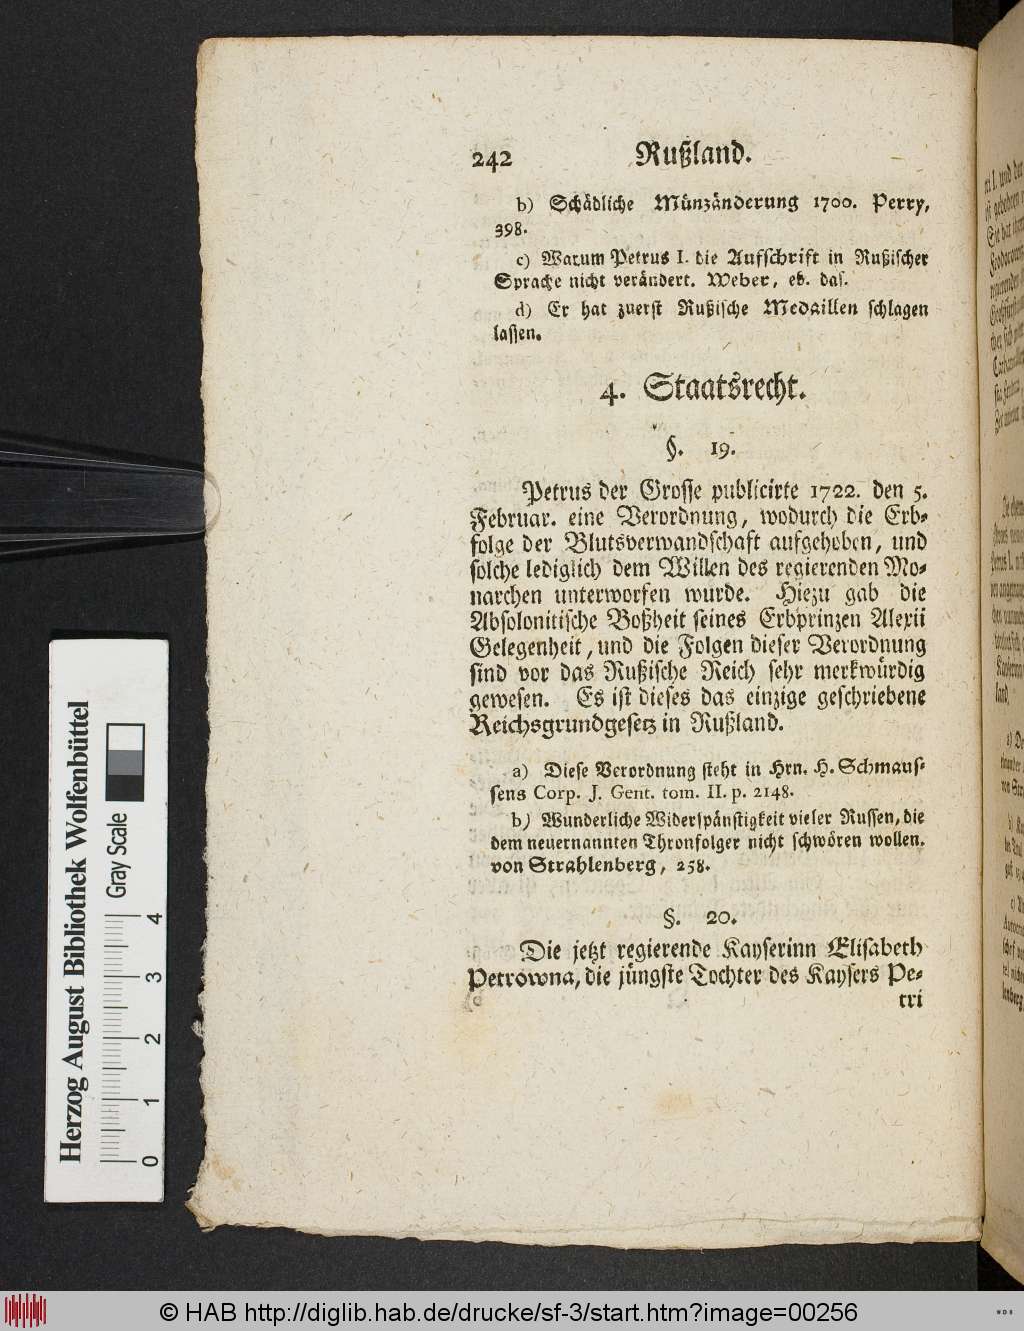 242 Rußland.
b) Schädliche Münzänderung 1700. Perry,
398.
c) Warum Petrus I. die Aufschrift in Rußischer
Sprache nicht verändert. Weber, eb. das.
d) Er hat zuerst Rußische Medaillen schlagen
lassen.
4. Staatsrecht.
§. 19.
Petrus der Grosse publicirte 1722. den 5.
Februar. eine Verordnung, wodurch die Erb-
folge der Blutsverwandschaft aufgehoben, und
solche lediglich dem Willen des regierenden Mo-
narchen unterworfen wurde. Hiezu gab die
Absolonitische Boßheit seines Erbprinzen Alexii
Gelegenheit, und die Folgen dieser Verordnung
sind vor das Rußische Reich sehr merkwürdig
gewesen. Es ist dieses das einzige geschriebene
Reichsgrundgesetz in Rußland.
a) Diese Verordnung steht in Hrn. H. Schmaus-
sens Corp. J. Gent. tom. II. p. 2148.
b) Wunderliche Widerspänstigkeit vieler Russen, die
dem neuernannten Thronfolger nicht schwören wollen.
von Strahlenberg, 258.
§. 20.
Die jetzt regierende Kayserinn Elisabeth
Petrowna, die jüngste Tochter des Kaysers Pe-
tri
Herzog August Bibliothek Wolfenbüttel
Gray Scale
0 1 2 3 4
© HAB http://diglib.hab.de/drucke/sf-3/start.htm?image=00256